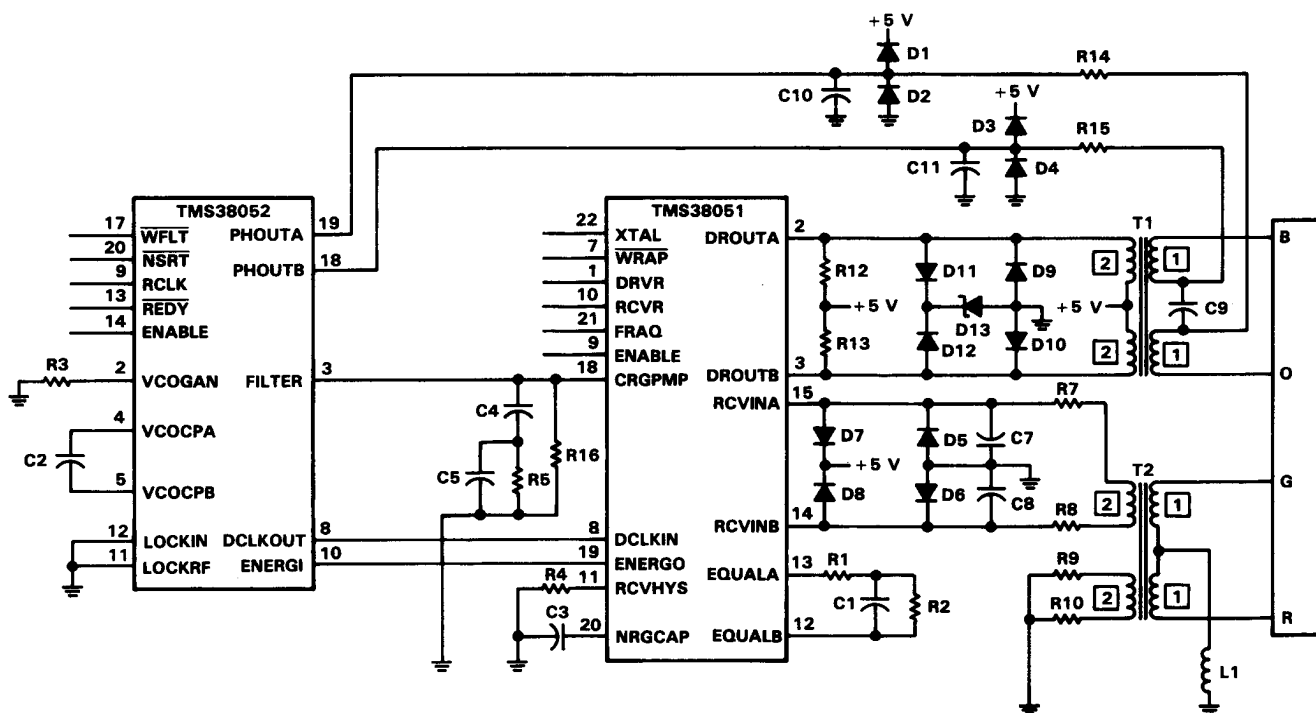 +5 V
D1
R14
C10
D2
+5 V
D3
R15
C11
D4
TMS38052
17 WFLT
20 NSRT
9 RCLK
13 REDY
14 ENABLE
R3
2 VCOGAN
4 VCOCPA
C2
5 VCOCPB
12 LOCKIN
11 LOCKRF
PHOUTA 19
PHOUTB 18
FILTER 3
DCLKOUT 8
ENERGI 10
C4
C5
R5
R16
R4
C3
TMS38051
22 XTAL
7 WRAP
1 DRVR
10 RCVR
21 FRAQ
9 ENABLE
18 CRGPMP
8 DCLKIN
19 ENERGO
11 RCVHYS
20 NRGCAP
DROUTA 2
DROUTB 3
RCVINA 15
RCVINB 14
EQUALA 13
EQUALB 12
R12
+5 V
R13
D11
D9
D13
D12
D10
+5 V
T1
2
1
2
1
C9
D7
D5
C7
R7
+5 V
D8
D6
C8
R8
T2
2
1
R1
C1
R2
R9
R10
2
1
L1
B
O
G
R